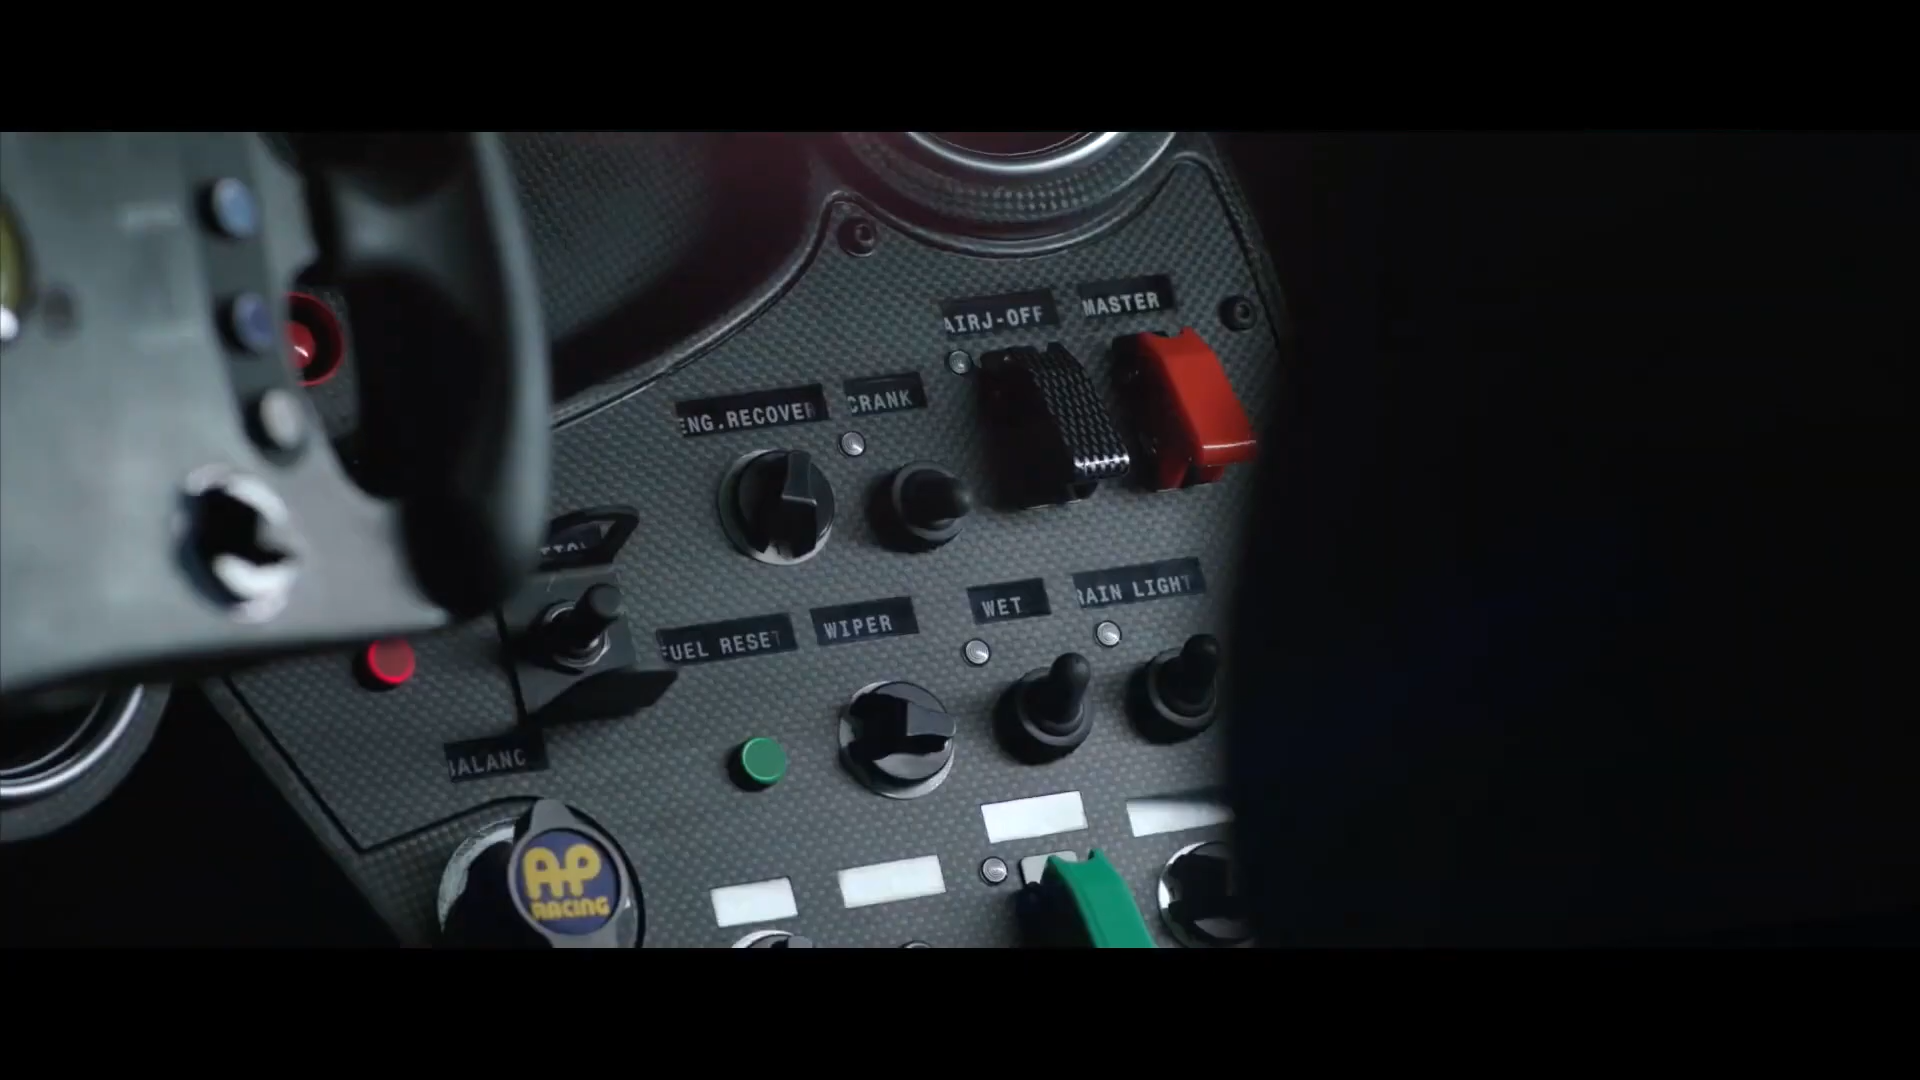 AIRJ-OFF
MASTER
ENG.RECOVER
CRANK
WET
RAIN LIGHT
FUEL RESET
WIPER
BALANC
AP
RACING